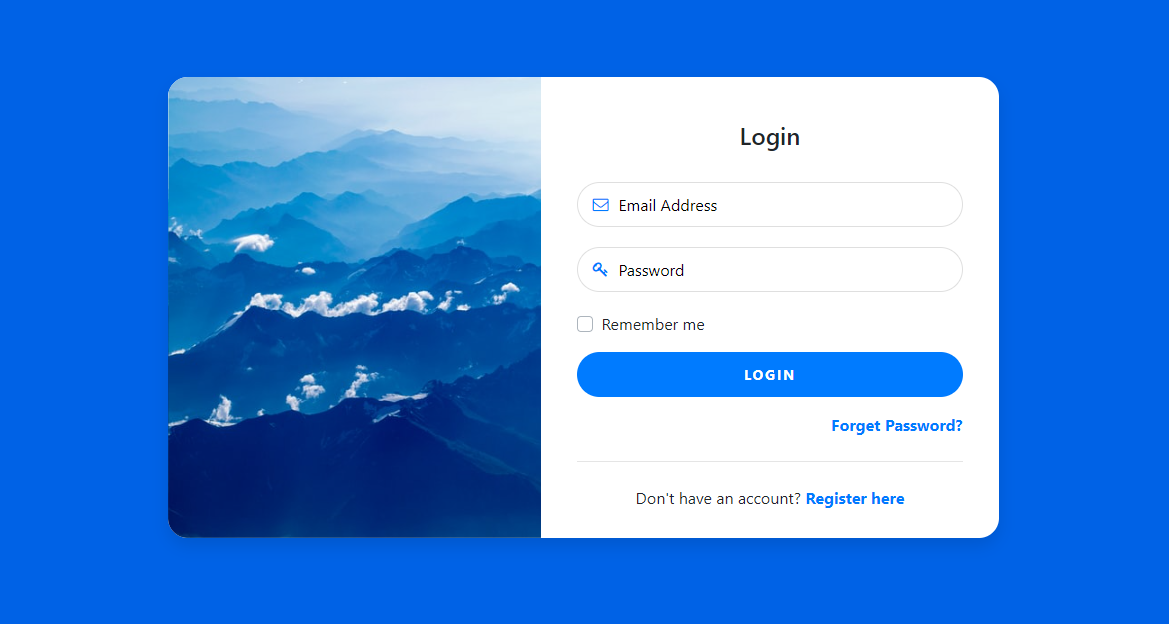 Login
Email Address
Password
Remember me
LOGIN
Forget Password?
Don't have an account? Register here